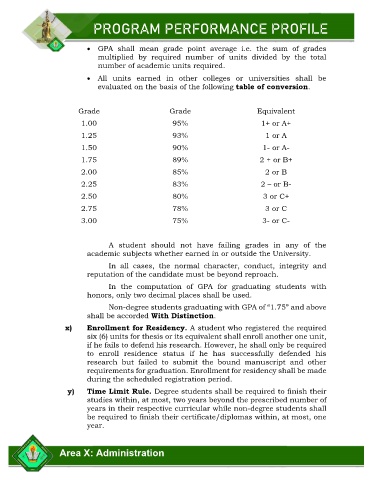 PROGRAM PERFORMANCE PROFILE
• GPA shall mean grade point average i.e. the sum of grades
multiplied by required number of units divided by the total
number of academic units required.
• All units earned in other colleges or universities shall be
evaluated on the basis of the following table of conversion.
Grade Grade Equivalent
1.00 95% 1+ or A+
1.25 93% 1 or A
1.50 90% 1- or A-
1.75 89% 2 + or B+
2.00 85% 2 or B
2.25 83% 2 – or B-
2.50 80% 3 or C+
2.75 78% 3 or C
3.00 75% 3- or C-
A student should not have failing grades in any of the
academic subjects whether earned in or outside the University.
In all cases, the normal character, conduct, integrity and
reputation of the candidate must be beyond reproach.
In the computation of GPA for graduating students with
honors, only two decimal places shall be used.
Non-degree students graduating with GPA of “1.75” and above
shall be accorded With Distinction.
x) Enrollment for Residency. A student who registered the required
six (6) units for thesis or its equivalent shall enroll another one unit,
if he fails to defend his research. However, he shall only be required
to enroll residence status if he has successfully defended his
research but failed to submit the bound manuscript and other
requirements for graduation. Enrollment for residency shall be made
during the scheduled registration period.
y) Time Limit Rule. Degree students shall be required to finish their
studies within, at most, two years beyond the prescribed number of
years in their respective curricular while non-degree students shall
be required to finish their certificate/diplomas within, at most, one
year.
Area X: Administration